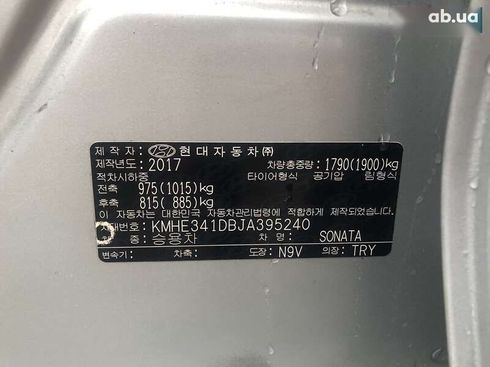 ab.ua
제 작 자: 현대자동차㈜
제작년도: 2017 차량총중량: 1790(1900)kg
적차시하중 타이어형식 공기압 림형식
전축 975(1015)kg
후축 815( 885)kg
이 자동차는 대한민국 자동차관리법령에 적합하게 제작되었습니다.
대번호: KMHE341DBJA395240
종: 승용차 차 명: SONATA
변속기: 차축: 도장: N9V 의장: TRY